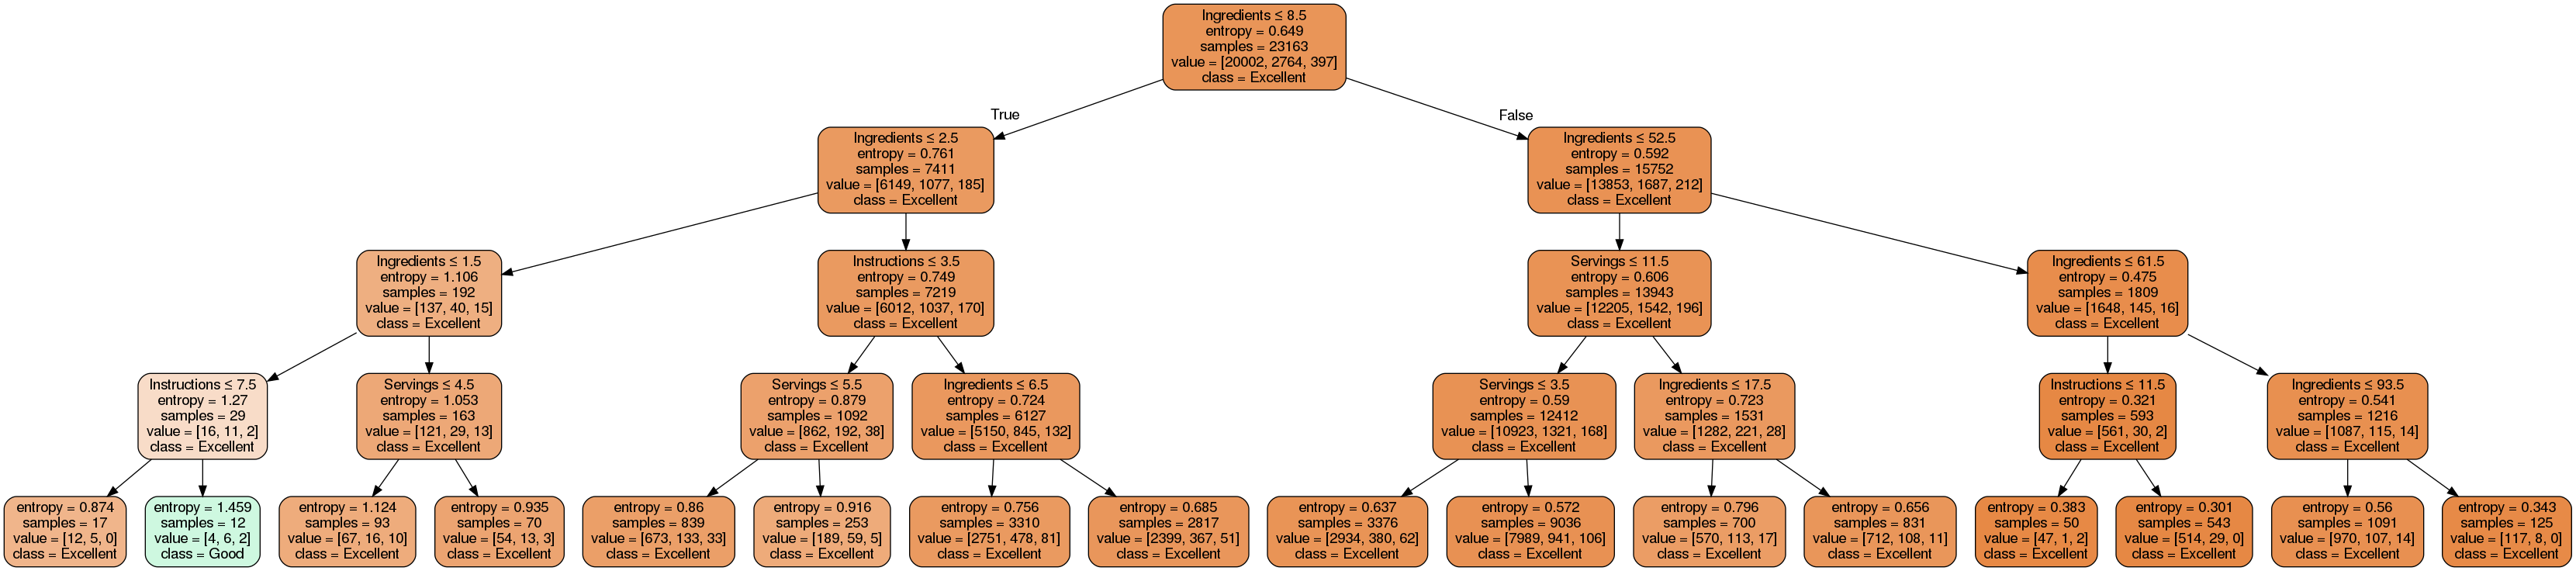 Ingredients ≤ 8.5
entropy = 0.649
samples = 23163
value = [20002, 2764, 397]
class = Excellent
True
False
Ingredients ≤ 2.5
entropy = 0.761
samples = 7411
value = [6149, 1077, 185]
class = Excellent
Ingredients ≤ 52.5
entropy = 0.592
samples = 15752
value = [13853, 1687, 212]
class = Excellent
Ingredients ≤ 1.5
entropy = 1.106
samples = 192
value = [137, 40, 15]
class = Excellent
Instructions ≤ 3.5
entropy = 0.749
samples = 7219
value = [6012, 1037, 170]
class = Excellent
Servings ≤ 11.5
entropy = 0.606
samples = 13943
value = [12205, 1542, 196]
class = Excellent
Ingredients ≤ 61.5
entropy = 0.475
samples = 1809
value = [1648, 145, 16]
class = Excellent
Instructions ≤ 7.5
entropy = 1.27
samples = 29
value = [16, 11, 2]
class = Excellent
Servings ≤ 4.5
entropy = 1.053
samples = 163
value = [121, 29, 13]
class = Excellent
Servings ≤ 5.5
entropy = 0.879
samples = 1092
value = [862, 192, 38]
class = Excellent
Ingredients ≤ 6.5
entropy = 0.724
samples = 6127
value = [5150, 845, 132]
class = Excellent
Servings ≤ 3.5
entropy = 0.59
samples = 12412
value = [10923, 1321, 168]
class = Excellent
Ingredients ≤ 17.5
entropy = 0.723
samples = 1531
value = [1282, 221, 28]
class = Excellent
Instructions ≤ 11.5
entropy = 0.321
samples = 593
value = [561, 30, 2]
class = Excellent
Ingredients ≤ 93.5
entropy = 0.541
samples = 1216
value = [1087, 115, 14]
class = Excellent
entropy = 0.874
samples = 17
value = [12, 5, 0]
class = Excellent
entropy = 1.459
samples = 12
value = [4, 6, 2]
class = Good
entropy = 1.124
samples = 93
value = [67, 16, 10]
class = Excellent
entropy = 0.935
samples = 70
value = [54, 13, 3]
class = Excellent
entropy = 0.86
samples = 839
value = [673, 133, 33]
class = Excellent
entropy = 0.916
samples = 253
value = [189, 59, 5]
class = Excellent
entropy = 0.756
samples = 3310
value = [2751, 478, 81]
class = Excellent
entropy = 0.685
samples = 2817
value = [2399, 367, 51]
class = Excellent
entropy = 0.637
samples = 3376
value = [2934, 380, 62]
class = Excellent
entropy = 0.572
samples = 9036
value = [7989, 941, 106]
class = Excellent
entropy = 0.796
samples = 700
value = [570, 113, 17]
class = Excellent
entropy = 0.656
samples = 831
value = [712, 108, 11]
class = Excellent
entropy = 0.383
samples = 50
value = [47, 1, 2]
class = Excellent
entropy = 0.301
samples = 543
value = [514, 29, 0]
class = Excellent
entropy = 0.56
samples = 1091
value = [970, 107, 14]
class = Excellent
entropy = 0.343
samples = 125
value = [117, 8, 0]
class = Excellent